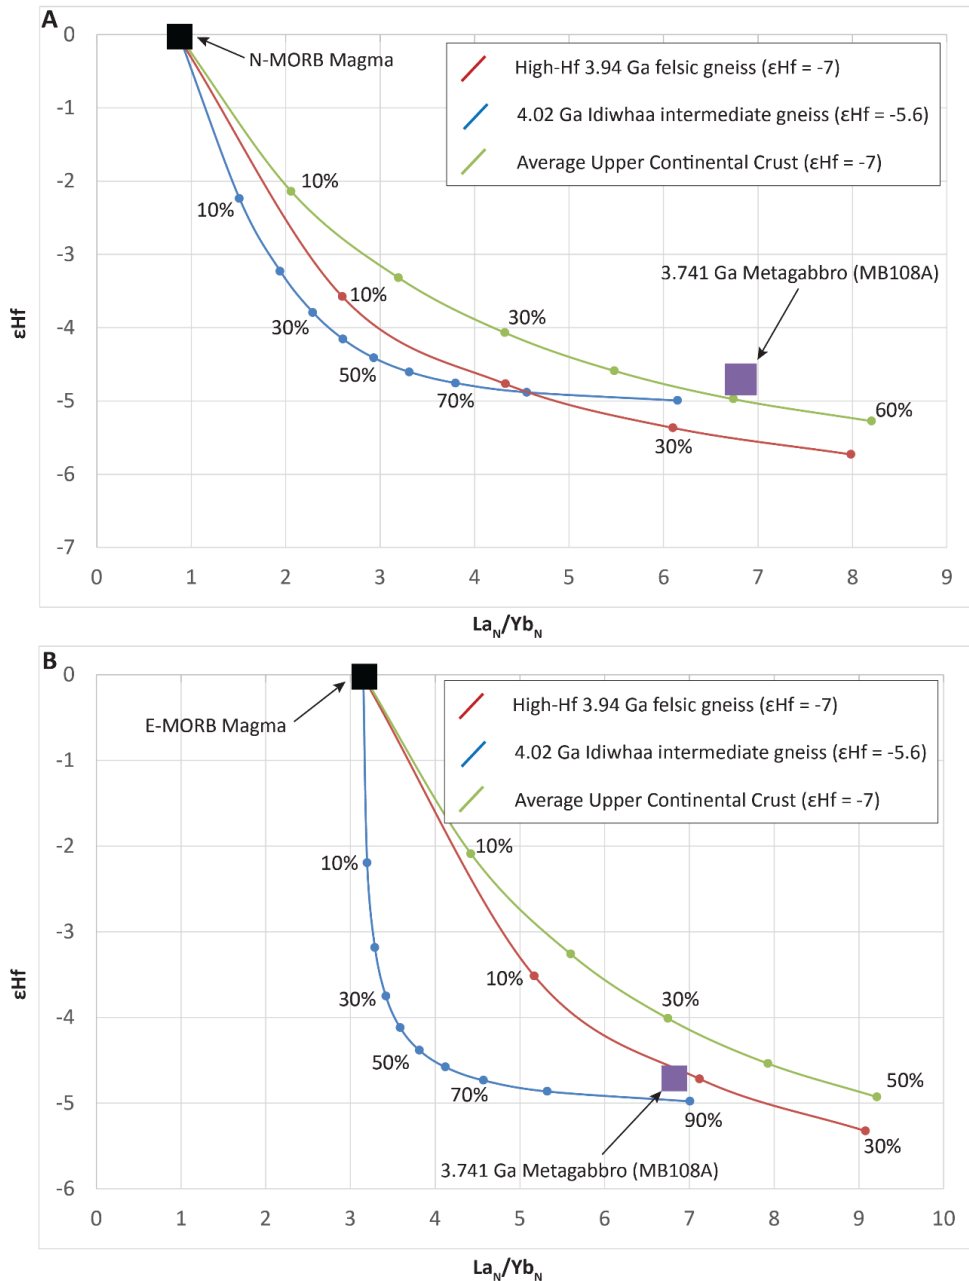 A
0
-1
-2
-3
-4
-5
-6
-7
εHf
N-MORB Magma
High-Hf 3.94 Ga felsic gneiss (εHf = -7)
4.02 Ga Idiwhaa intermediate gneiss (εHf = -5.6)
Average Upper Continental Crust (εHf = -7)
10%
10%
10%
3.741 Ga Metagabbro (MB108A)
30%
30%
50%
70%
60%
30%
0 1 2 3 4 5 6 7 8 9
LaN/YbN
B
0
-1
-2
-3
-4
-5
-6
εHf
E-MORB Magma
High-Hf 3.94 Ga felsic gneiss (εHf = -7)
4.02 Ga Idiwhaa intermediate gneiss (εHf = -5.6)
Average Upper Continental Crust (εHf = -7)
10%
10%
10%
30%
30%
50%
70%
50%
90%
30%
3.741 Ga Metagabbro (MB108A)
0 1 2 3 4 5 6 7 8 9 10
LaN/YbN